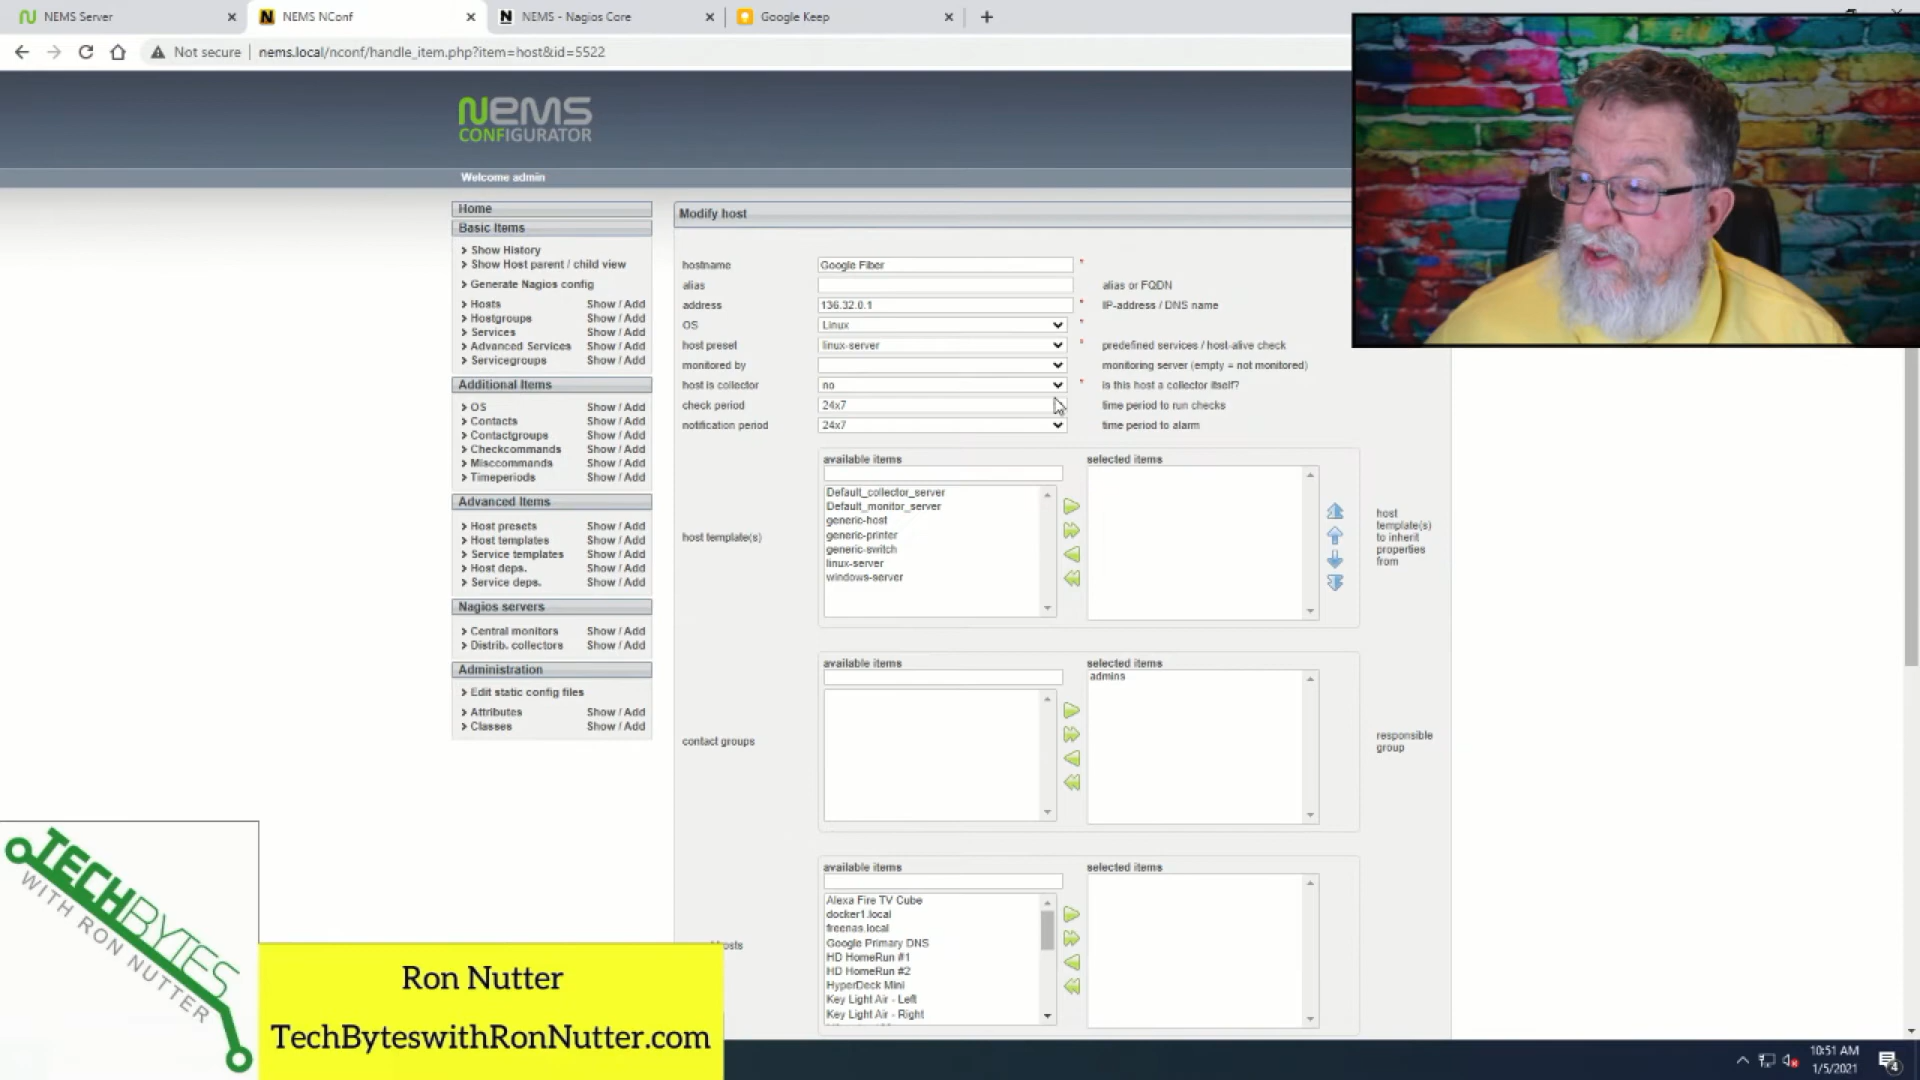 NEMS Server
NEMS NConf
NEMS - Nagios Core
Google Keep
Not secure
nems.local/nconf/handle_item.php?item=host&id=5522
NEMS
CONFIGURATOR
Welcome admin
Home
Basic Items
Show History
Show Host parent / child view
Generate Nagios config
Hosts Show / Add
Hostgroups Show / Add
Services Show / Add
Advanced Services Show / Add
Servicegroups Show / Add
Additional Items
OS Show / Add
Contacts Show / Add
Contactgroups Show / Add
Checkcommands Show / Add
Misccommands Show / Add
Timeperiods Show / Add
Advanced Items
Host presets Show / Add
Host templates Show / Add
Service templates Show / Add
Host deps. Show / Add
Service deps. Show / Add
Nagios servers
Central monitors Show / Add
Distrib. collectors Show / Add
Administration
Edit static config files
Attributes Show / Add
Classes Show / Add
Modify host
hostname Google Fiber *
alias alias or FQDN
address 136.32.0.1 * IP-address / DNS name
OS Linux *
host preset linux-server * predefined services / host-alive check
monitored by monitoring server (empty = not monitored)
host is collector no * is this host a collector itself?
check period 24x7 time period to run checks
notification period 24x7 time period to alarm
available items selected items
Default_collector_server
Default_monitor_server
generic-host
generic-printer
generic-switch
linux-server
windows-server
host template(s)
host
template(s)
to inherit
properties
from
available items selected items
admins
contact groups
responsible
group
available items selected items
Alexa Fire TV Cube
docker1.local
freenas.local
Google Primary DNS
HD HomeRun #1
HD HomeRun #2
HyperDeck Mini
Key Light Air - Left
Key Light Air - Right
TECHBYTES
WITH RON NUTTER
Ron Nutter
TechByteswithRonNutter.com
10:51 AM
1/5/2021
4